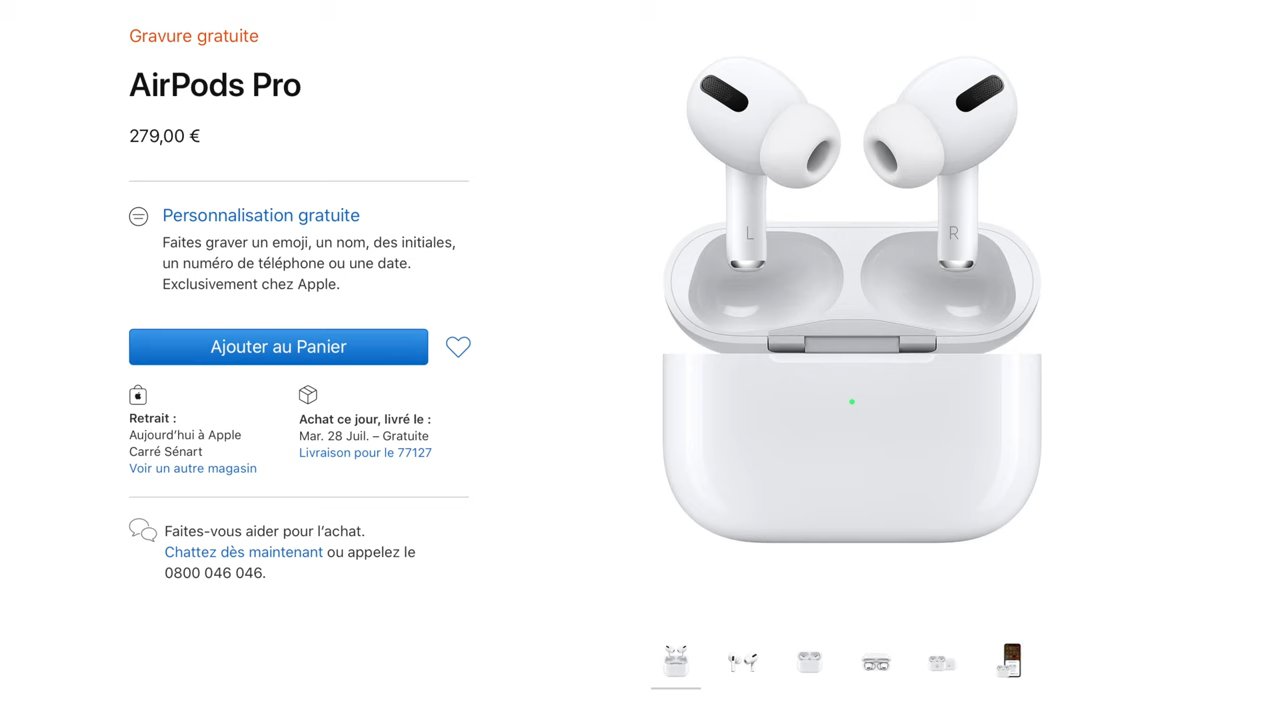 Gravure gratuite
AirPods Pro
279,00 €
Personnalisation gratuite
Faites graver un emoji, un nom, des initiales,
un numéro de téléphone ou une date.
Exclusivement chez Apple.
Ajouter au Panier
Retrait :
Aujourd’hui à Apple
Carré Sénart
Voir un autre magasin
Achat ce jour, livré le :
Mar. 28 Juil. – Gratuite
Livraison pour le 77127
Faites-vous aider pour l’achat.
Chattez dès maintenant ou appelez le
0800 046 046.
L
R